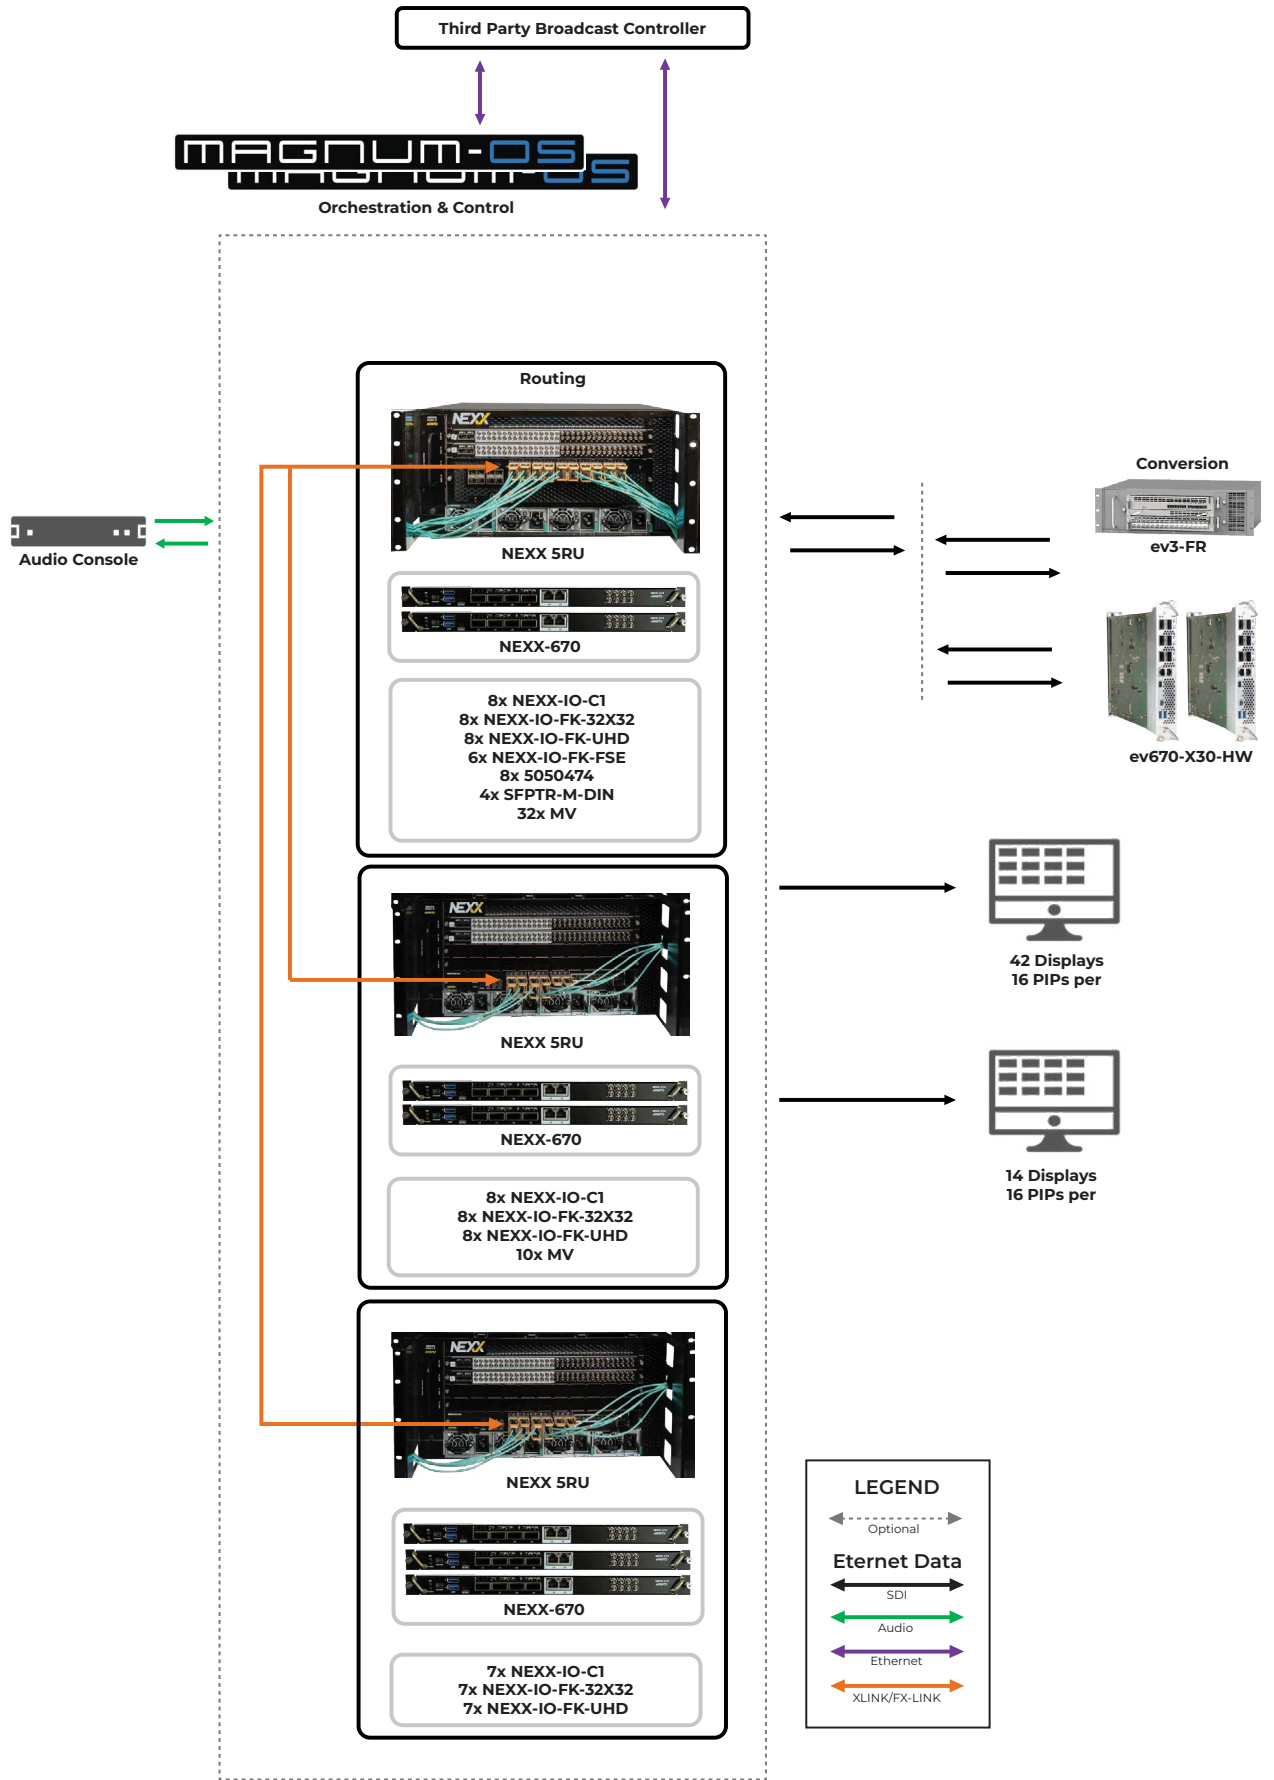 Third Party Broadcast Controller
MAGNUM-OS
MAGNUM-OS
Orchestration & Control
Routing
NEXX
NEXX 5RU
NEXX-670
8x NEXX-IO-C1
8x NEXX-IO-FK-32X32
8x NEXX-IO-FK-UHD
6x NEXX-IO-FK-FSE
8x 5050474
4x SFPTR-M-DIN
32x MV
Audio Console
Conversion
ev3-FR
ev670-X30-HW
NEXX
NEXX 5RU
NEXX-670
8x NEXX-IO-C1
8x NEXX-IO-FK-32X32
8x NEXX-IO-FK-UHD
10x MV
42 Displays
16 PIPs per
14 Displays
16 PIPs per
NEXX
NEXX 5RU
NEXX-670
7x NEXX-IO-C1
7x NEXX-IO-FK-32X32
7x NEXX-IO-FK-UHD
LEGEND
Optional
Eternet Data
SDI
Audio
Ethernet
XLINK/FX-LINK